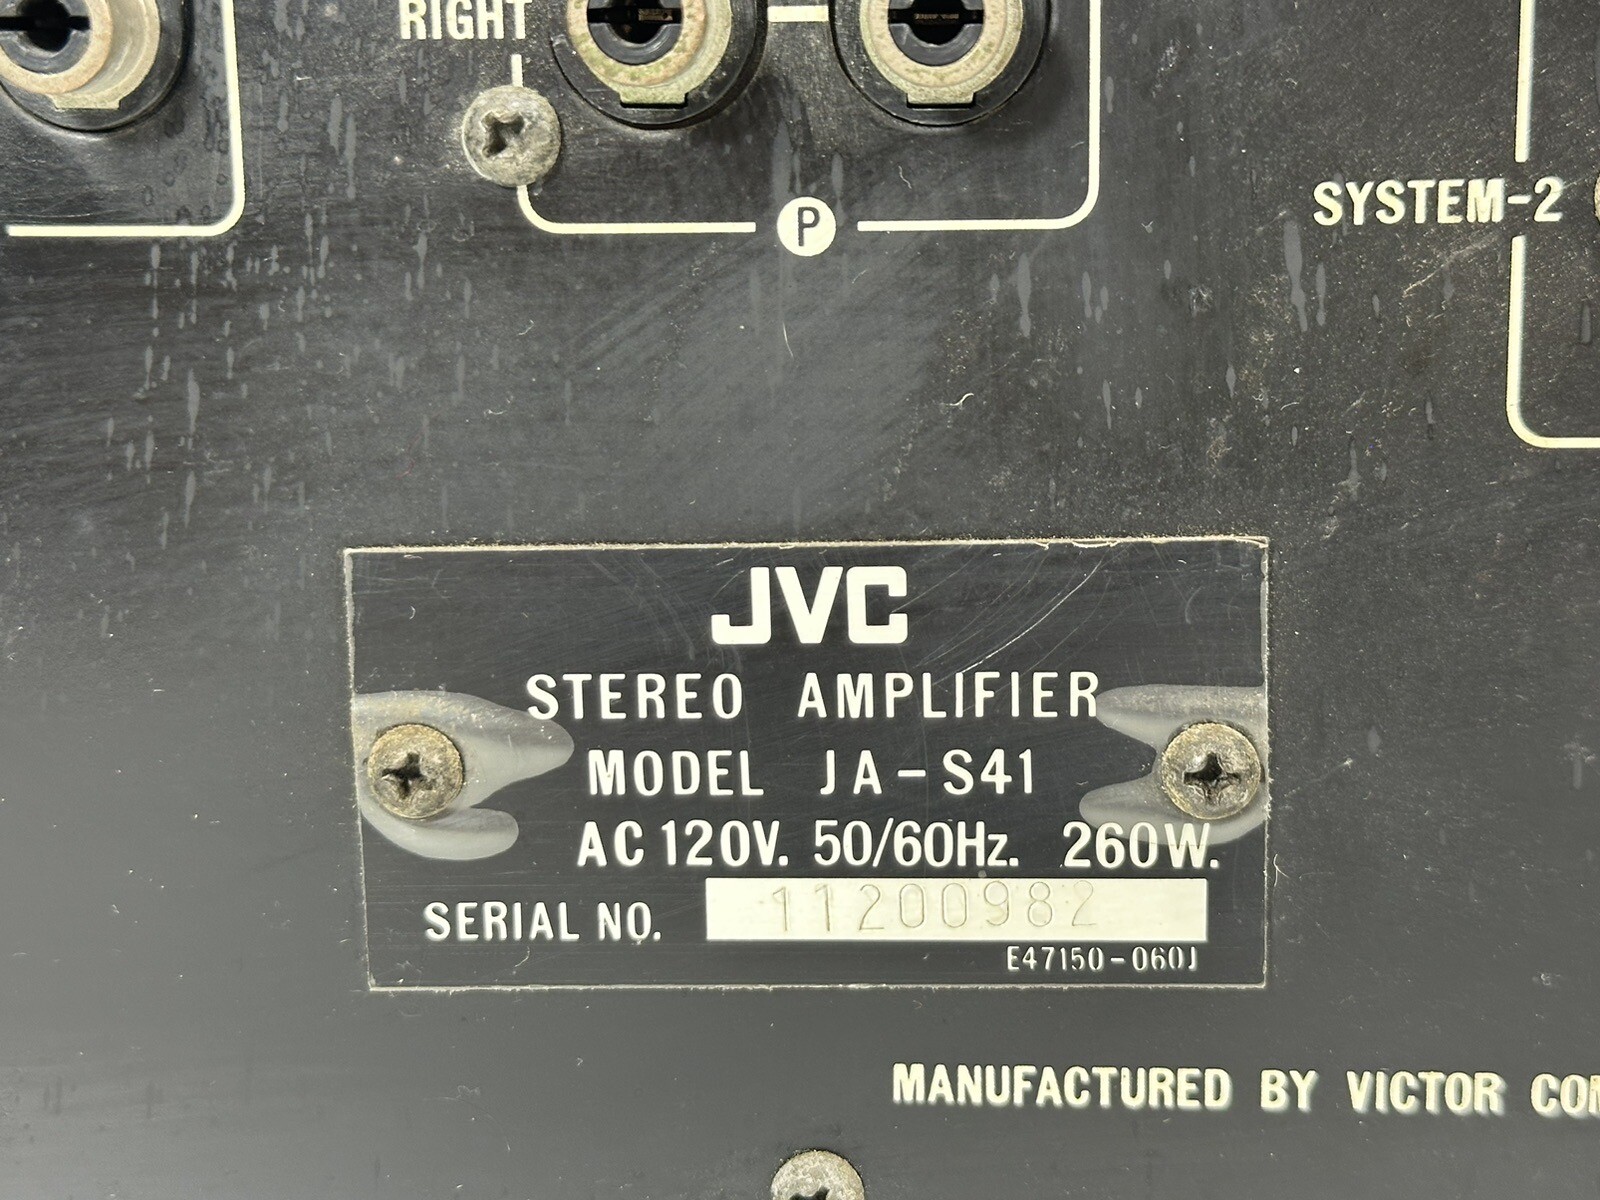 RIGHT
P
SYSTEM-2
JVC
STEREO AMPLIFIER
MODEL JA-S41
AC 120V. 50/60Hz. 260W.
SERIAL NO. 11200982
E47150-060J
MANUFACTURED BY VICTOR COM